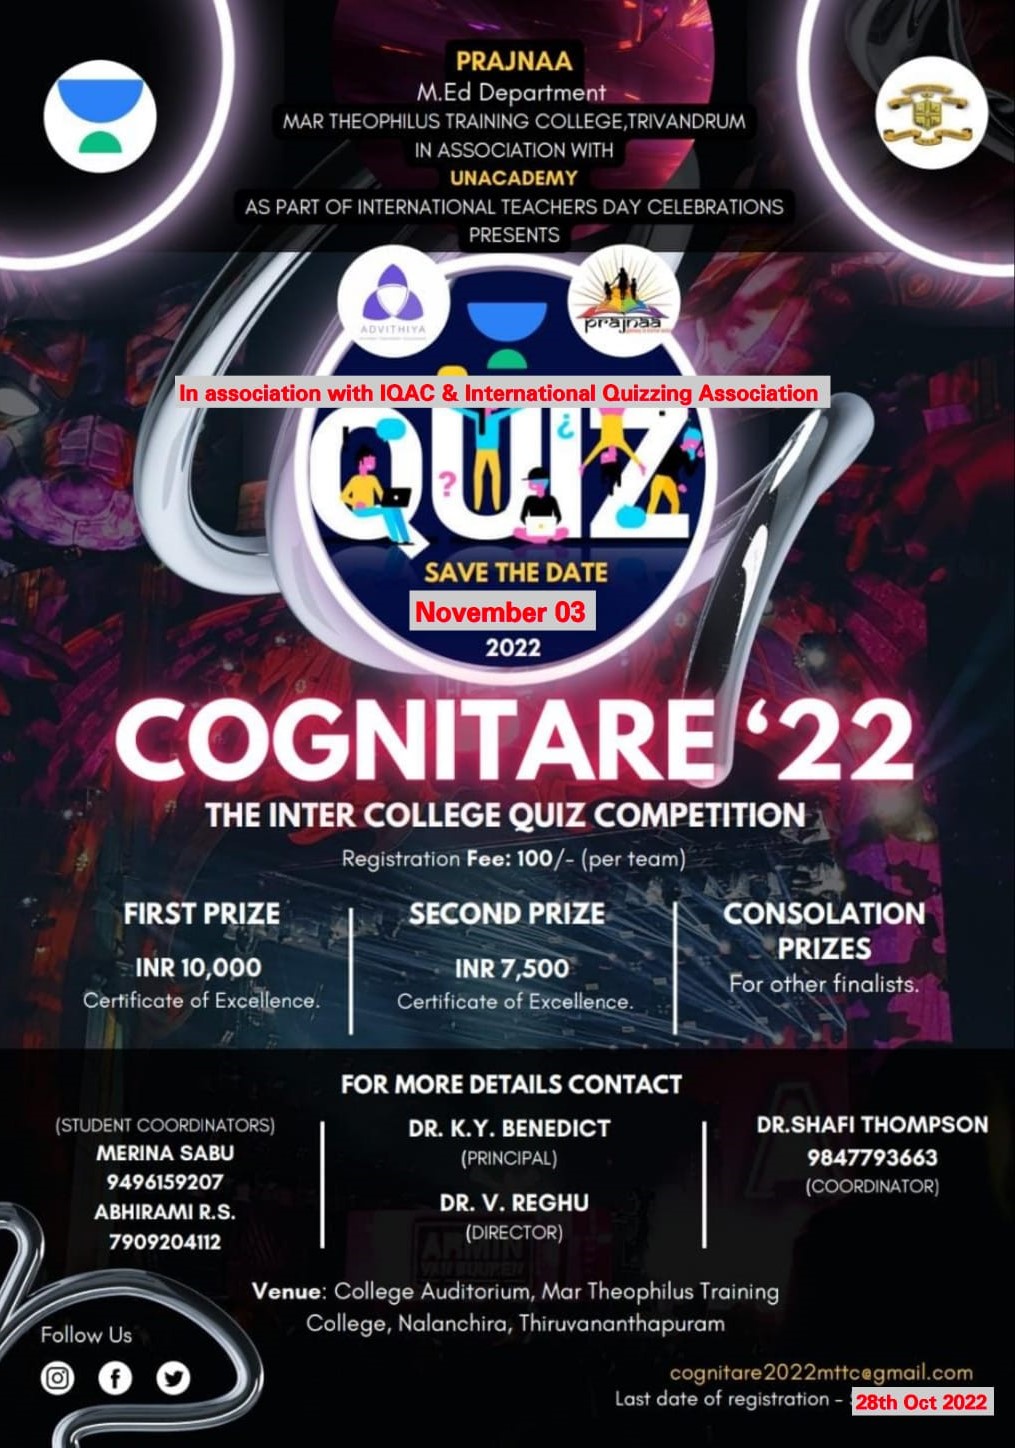 PRAJNAA
M.Ed Department
MAR THEOPHILUS TRAINING COLLEGE,TRIVANDRUM
IN ASSOCIATION WITH
UNACADEMY
AS PART OF INTERNATIONAL TEACHERS DAY CELEBRATIONS
PRESENTS
ADVITHIYA
prajnaa
In association with IQAC & International Quizzing Association
QUIZ
SAVE THE DATE
November 03
2022
COGNITARE ‘22
THE INTER COLLEGE QUIZ COMPETITION
Registration Fee: 100/- (per team)
FIRST PRIZE
INR 10,000
Certificate of Excellence.
SECOND PRIZE
INR 7,500
Certificate of Excellence.
CONSOLATION
PRIZES
For other finalists.
FOR MORE DETAILS CONTACT
(STUDENT COORDINATORS)
MERINA SABU
9496159207
ABHIRAMI R.S.
7909204112
DR. K.Y. BENEDICT
(PRINCIPAL)
DR. V. REGHU
(DIRECTOR)
DR.SHAFI THOMPSON
9847793663
(COORDINATOR)
Venue: College Auditorium, Mar Theophilus Training
College, Nalanchira, Thiruvananthapuram
Follow Us
cognitare2022mttc@gmail.com
Last date of registration - 28th Oct 2022